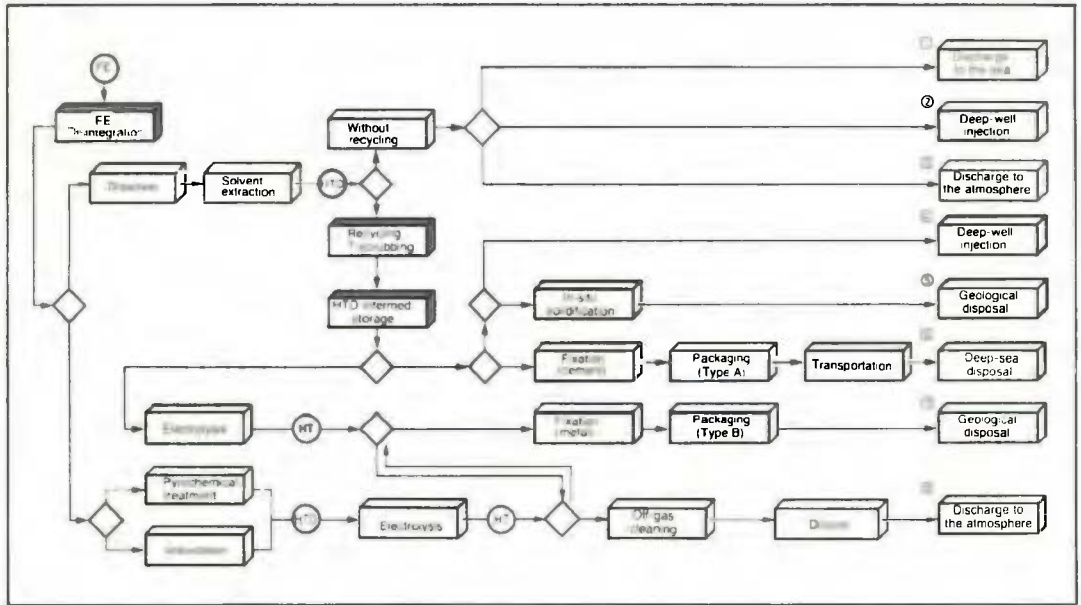 FE
FE
Without
recycling
Solvent
extraction
HTO
Recycling
HTO intermed.
storage
Discharge
to the sea
②
Deep-well
injection
Discharge to
the atmosphere
Deep-well
injection
⑤
In-situ
solidification
Geological
disposal
Fixation
(cement)
Packaging
(Type A)
Transportation
Deep-sea
disposal
Electrolysis
HT
Fixation
(metal)
Packaging
(Type B)
Geological
disposal
Pyrochemical
treatment
HTO
Electrolysis
HT
Off-gas
cleaning
Discharge to
the atmosphere